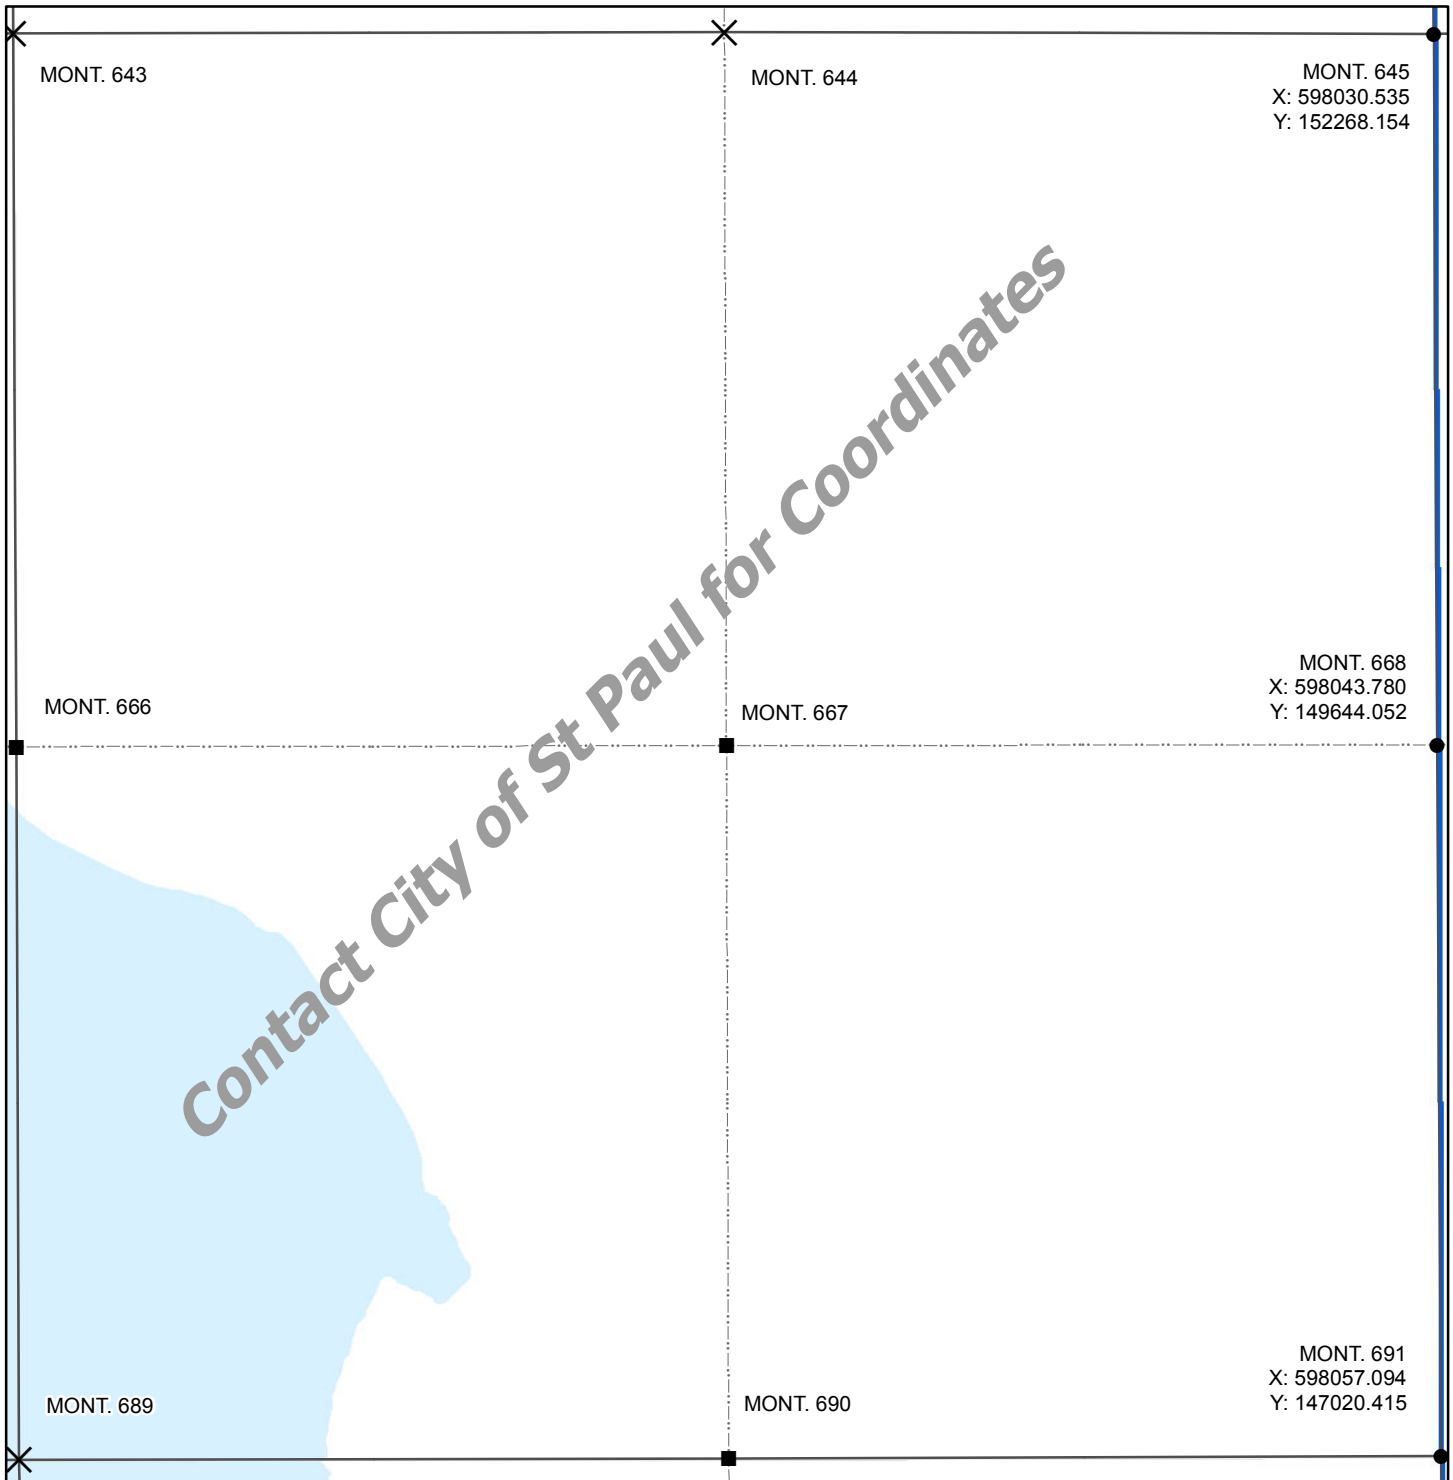 MONT. 643
MONT. 644
MONT. 645
X: 598030.535
Y: 152268.154
Contact City of St Paul for Coordinates
MONT. 666
MONT. 667
MONT. 668
X: 598043.780
Y: 149644.052
MONT. 689
MONT. 690
MONT. 691
X: 598057.094
Y: 147020.415